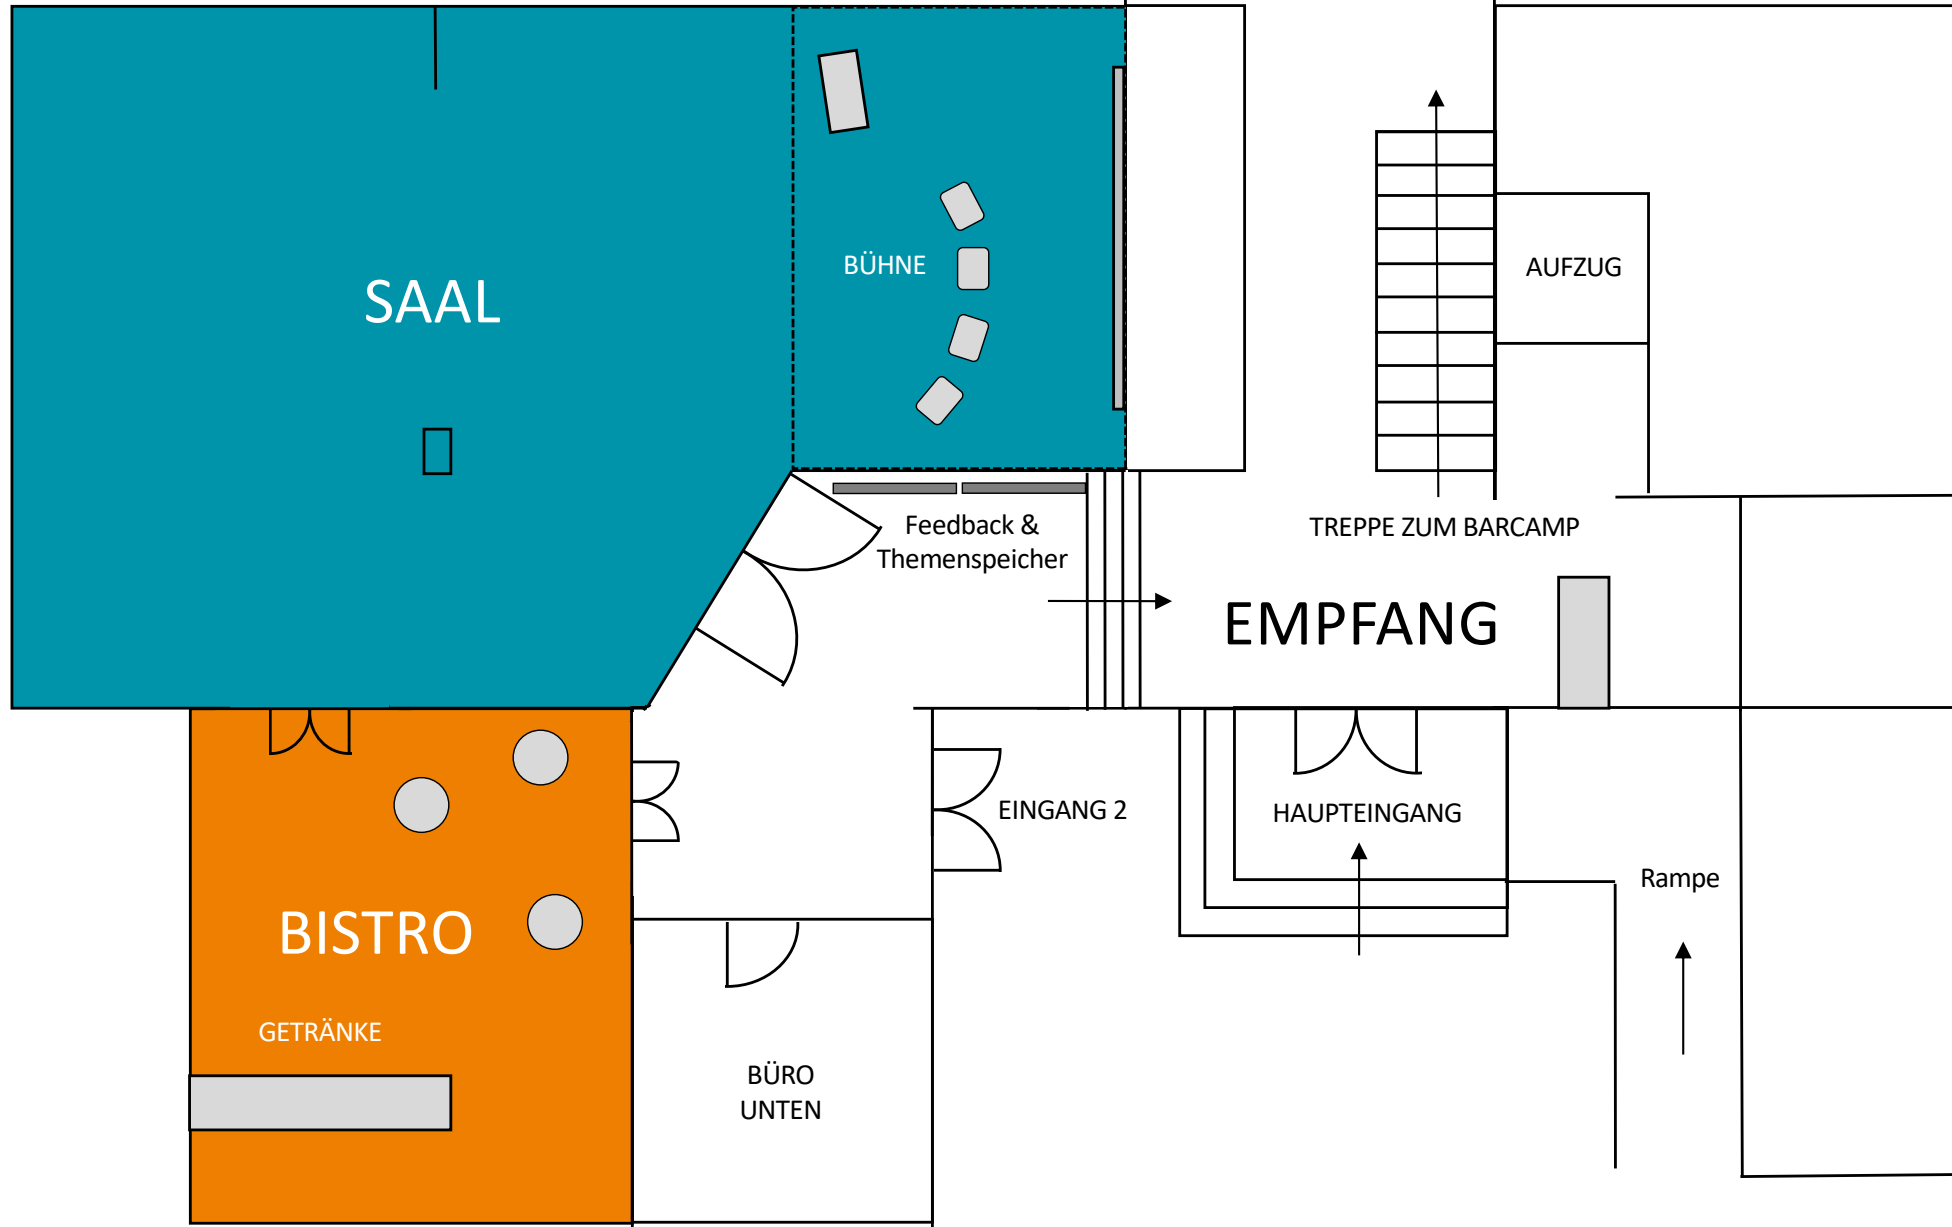 SAAL
BÜHNE
AUFZUG
Feedback &
Themenspeicher
TREPPE ZUM BARCAMP
EMPFANG
EINGANG 2
HAUPTEINGANG
Rampe
BISTRO
GETRÄNKE
BÜRO
UNTEN